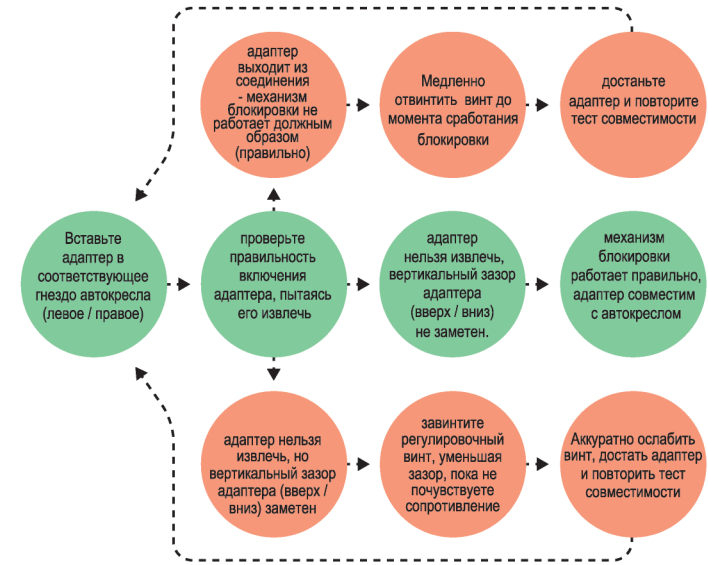 адаптер
выходит из
соединения
- механизм
блокировки не
работает должным
образом
(правильно)
Медленно
отвинтить винт до
момента сработания
блокировки
достаньте
адаптер и повторите
тест совместимости
Вставьте
адаптер в
соответствующее
гнездо автокресла
(левое / правое)
проверьте
правильность
включения
адаптера, пытаясь
его извлечь
адаптер
нельзя извлечь,
вертикальный зазор
адаптера
(вверх / вниз)
не заметен.
механизм
блокировки
работает правильно,
адаптер совместим
с автокреслом
адаптер нельзя
извлечь, но
вертикальный зазор
адаптера (вверх /
вниз) заметен
завинтите
регулировочный
винт, уменьшая
зазор, пока не
почувствуете
сопротивление
Аккуратно ослабить
винт, достать адаптер
и повторить тест
совместимости